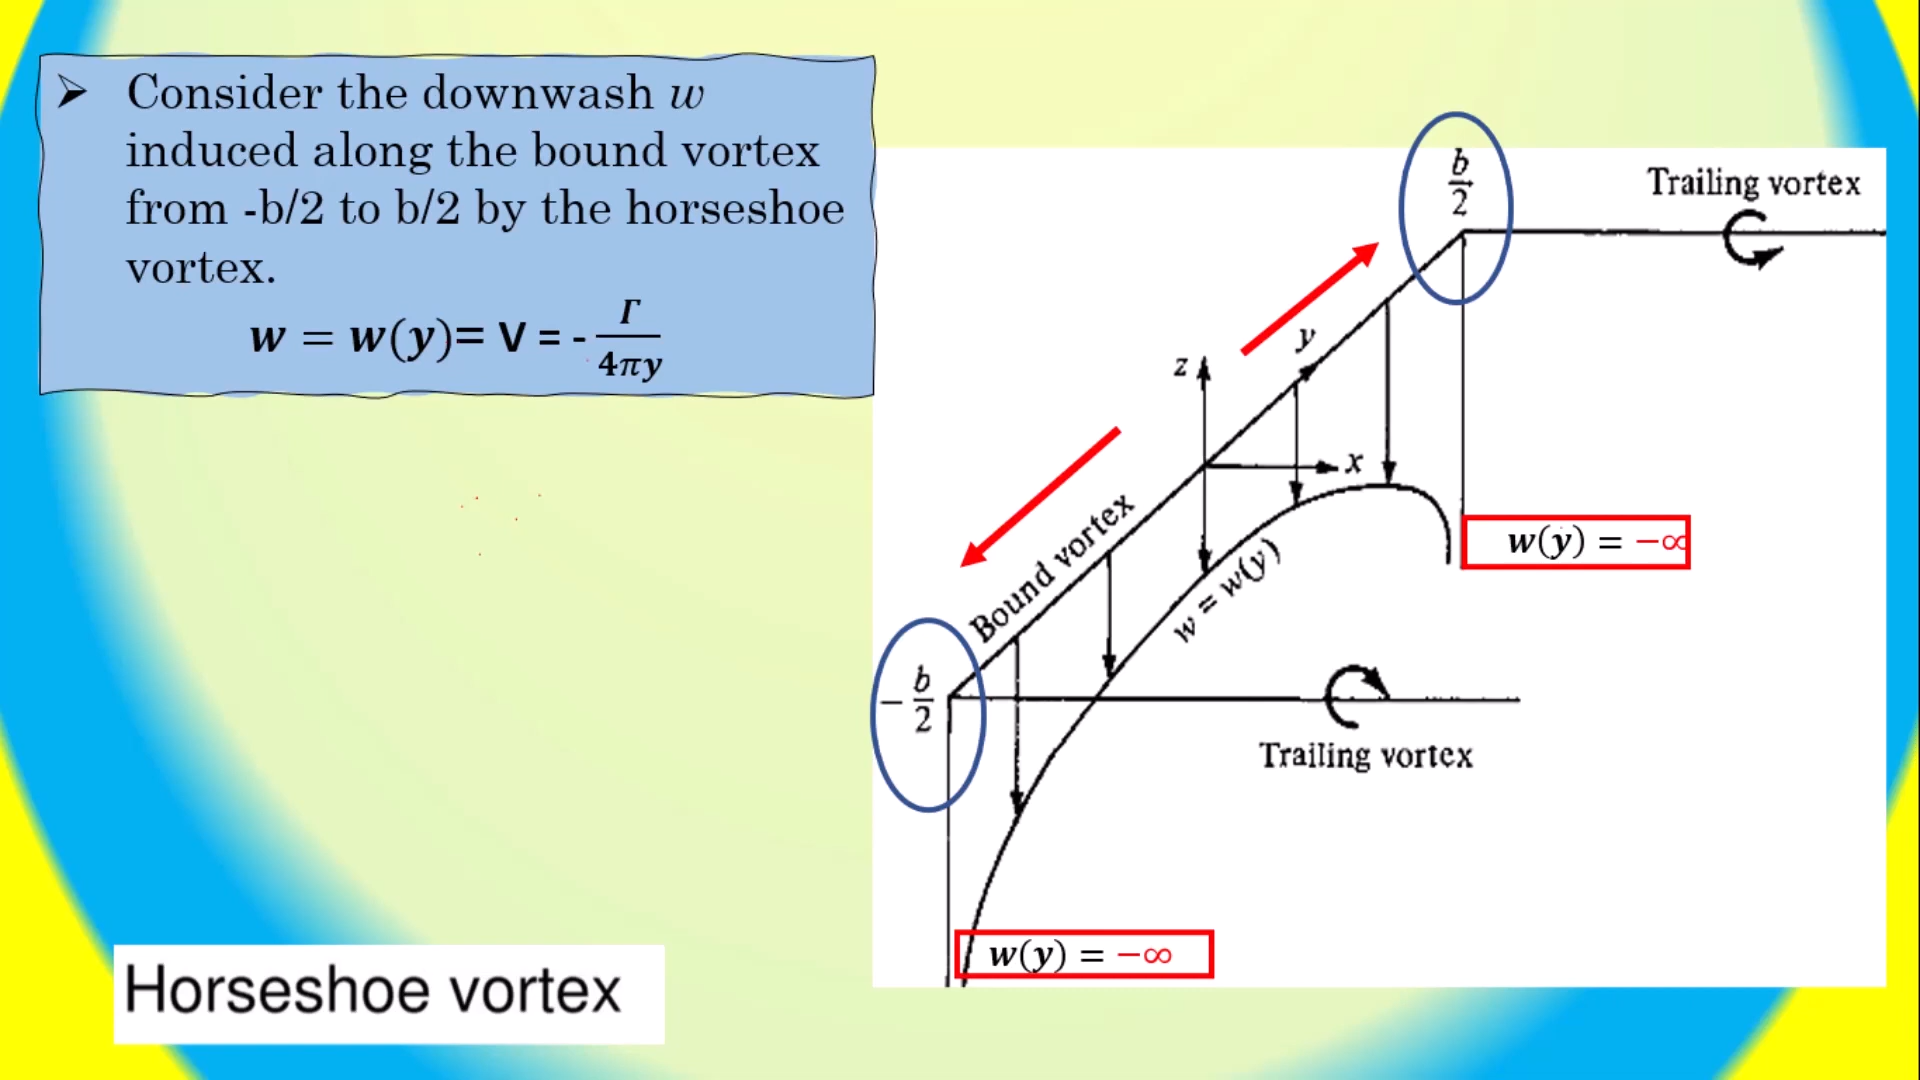 ➢ Consider the downwash w
induced along the bound vortex
from -b/2 to b/2 by the horseshoe
vortex.
w = w(y)= V = - Γ/4πy
b/2
Trailing vortex
y
z
x
Bound vortex
w = w(y)
w(y) = −∞
− b/2
Trailing vortex
w(y) = −∞
Horseshoe vortex